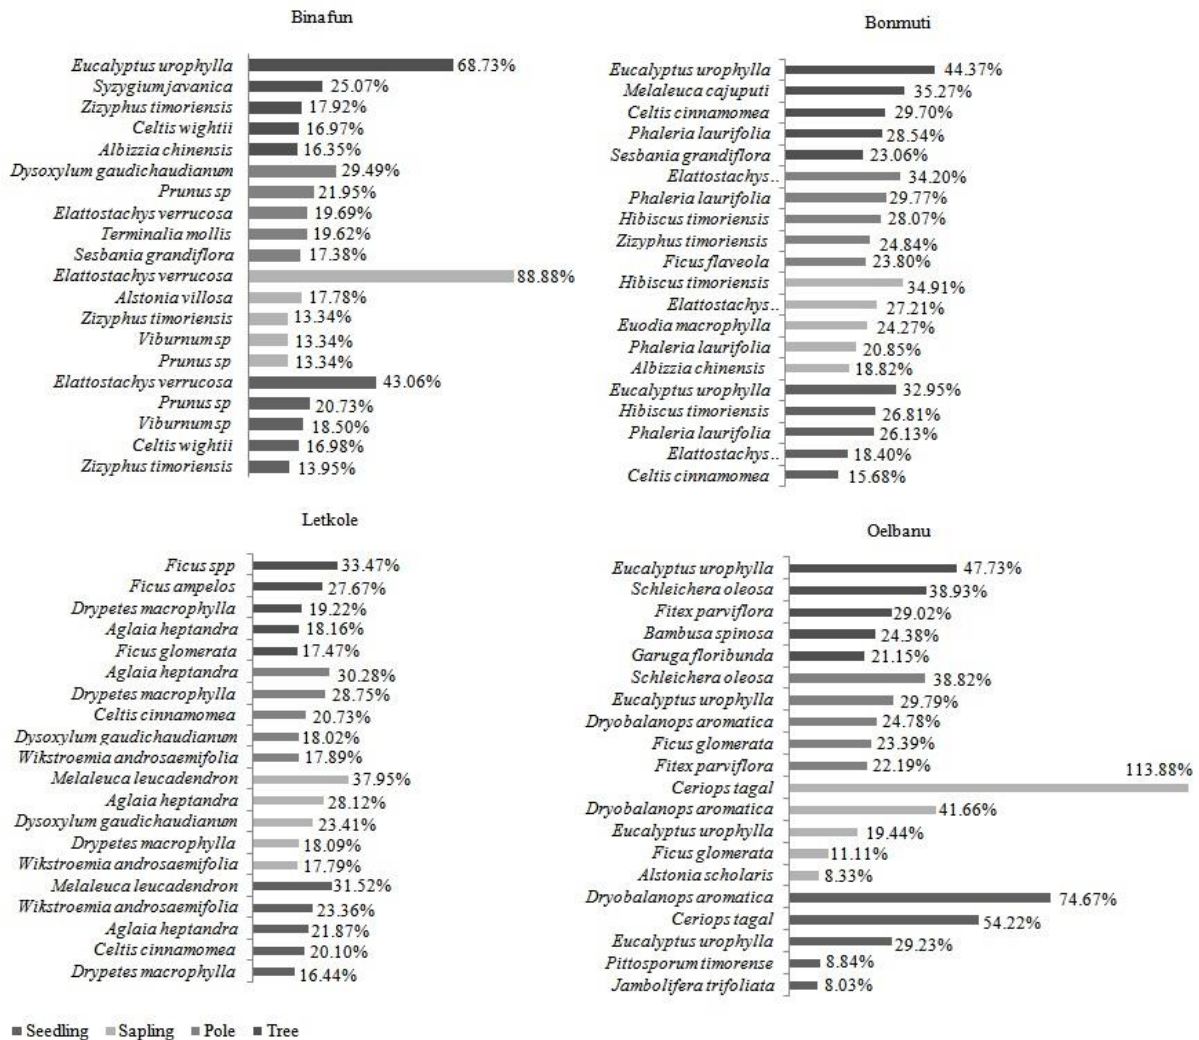 Binafun
Eucalyptus urophylla 68.73%
Syzygium javanica 25.07%
Zizyphus timoriensis 17.92%
Celtis wightii 16.97%
Albizzia chinensis 16.35%
Dysoxylum gaudichaudianum 29.49%
Prunus sp 21.95%
Elattostachys verrucosa 19.69%
Terminalia mollis 19.62%
Sesbania grandiflora 17.38%
Elattostachys verrucosa 88.88%
Alstonia villosa 17.78%
Zizyphus timoriensis 13.34%
Viburnum sp 13.34%
Prunus sp 13.34%
Elattostachys verrucosa 43.06%
Prunus sp 20.73%
Viburnum sp 18.50%
Celtis wightii 16.98%
Zizyphus timoriensis 13.95%
Bonmuti
Eucalyptus urophylla 44.37%
Melaleuca cajuputi 35.27%
Celtis cinnamomea 29.70%
Phaleria laurifolia 28.54%
Sesbania grandiflora 23.06%
Elattostachys.. 34.20%
Phaleria laurifolia 29.77%
Hibiscus timoriensis 28.07%
Zizyphus timoriensis 24.84%
Ficus flaveola 23.80%
Hibiscus timoriensis 34.91%
Elattostachys.. 27.21%
Euodia macrophylla 24.27%
Phaleria laurifolia 20.85%
Albizzia chinensis 18.82%
Eucalyptus urophylla 32.95%
Hibiscus timoriensis 26.81%
Phaleria laurifolia 26.13%
Elattostachys.. 18.40%
Celtis cinnamomea 15.68%
Letkole
Ficus spp 33.47%
Ficus ampelos 27.67%
Drypetes macrophylla 19.22%
Aglaia heptandra 18.16%
Ficus glomerata 17.47%
Aglaia heptandra 30.28%
Drypetes macrophylla 28.75%
Celtis cinnamomea 20.73%
Dysoxylum gaudichaudianum 18.02%
Wikstroemia androsaemifolia 17.89%
Melaleuca leucadendron 37.95%
Aglaia heptandra 28.12%
Dysoxylum gaudichaudianum 23.41%
Drypetes macrophylla 18.09%
Wikstroemia androsaemifolia 17.79%
Melaleuca leucadendron 31.52%
Wikstroemia androsaemifolia 23.36%
Aglaia heptandra 21.87%
Celtis cinnamomea 20.10%
Drypetes macrophylla 16.44%
Oelbanu
Eucalyptus urophylla 47.73%
Schleichera oleosa 38.93%
Fitex parviflora 29.02%
Bambusa spinosa 24.38%
Garuga floribunda 21.15%
Schleichera oleosa 38.82%
Eucalyptus urophylla 29.79%
Dryobalanops aromatica 24.78%
Ficus glomerata 23.39%
Fitex parviflora 22.19%
Ceriops tagal 113.88%
Dryobalanops aromatica 41.66%
Eucalyptus urophylla 19.44%
Ficus glomerata 11.11%
Alstonia scholaris 8.33%
Dryobalanops aromatica 74.67%
Ceriops tagal 54.22%
Eucalyptus urophylla 29.23%
Pittosporum timorense 8.84%
Jambolifera trifoliata 8.03%
Seedling Sapling Pole Tree